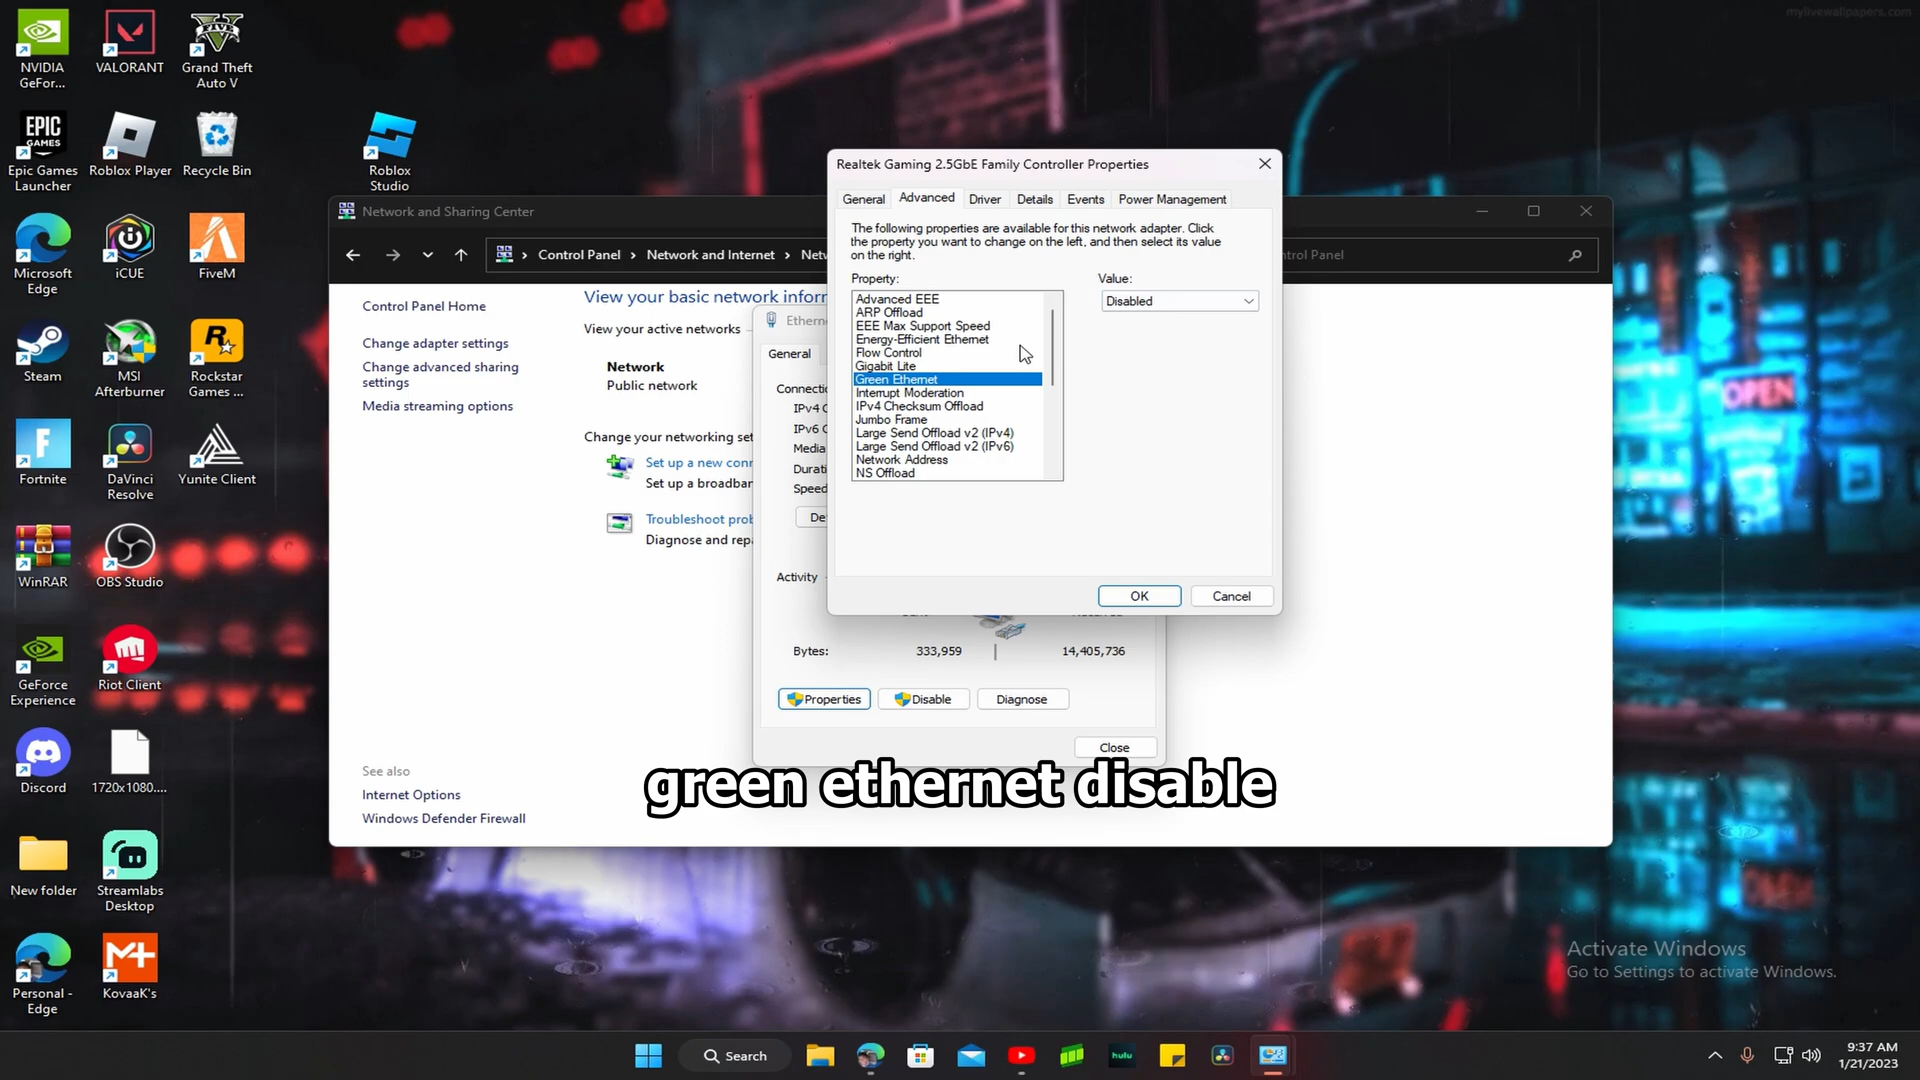 mylivewallpapers.com
NVIDIA
GeFor...
VALORANT
Grand Theft
Auto V
EPIC
GAMES
Epic Games
Launcher
Roblox Player
Recycle Bin
Roblox
Studio
Microsoft
Edge
iCUE
FiveM
Steam
MSI
Afterburner
Rockstar
Games ...
Fortnite
DaVinci
Resolve
Yunite Client
WinRAR
OBS Studio
GeForce
Experience
Riot Client
Discord
1720x1080....
New folder
Streamlabs
Desktop
Personal -
Edge
KovaaK's
Network and Sharing Center
Control Panel
Network and Internet
Netw
ntrol Panel
Control Panel Home
Change adapter settings
Change advanced sharing
settings
Media streaming options
See also
Internet Options
Windows Defender Firewall
View your basic network inforr
View your active networks
Network
Public network
Change your networking set
Set up a new conn
Set up a broadban
Troubleshoot prob
Diagnose and repa
Etherne
General
Connectio
IPv4 C
IPv6 C
Media
Durati
Speed
De
Activity
Bytes:
333,959
14,405,736
Properties
Disable
Diagnose
Close
Realtek Gaming 2.5GbE Family Controller Properties
General
Advanced
Driver
Details
Events
Power Management
The following properties are available for this network adapter. Click
the property you want to change on the left, and then select its value
on the right.
Property:
Value:
Advanced EEE
ARP Offload
EEE Max Support Speed
Energy-Efficient Ethernet
Flow Control
Gigabit Lite
Green Ethernet
Interrupt Moderation
IPv4 Checksum Offload
Jumbo Frame
Large Send Offload v2 (IPv4)
Large Send Offload v2 (IPv6)
Network Address
NS Offload
Disabled
OK
Cancel
green ethernet disable
OPEN
Activate Windows
Go to Settings to activate Windows.
Search
hulu
9:37 AM
1/21/2023